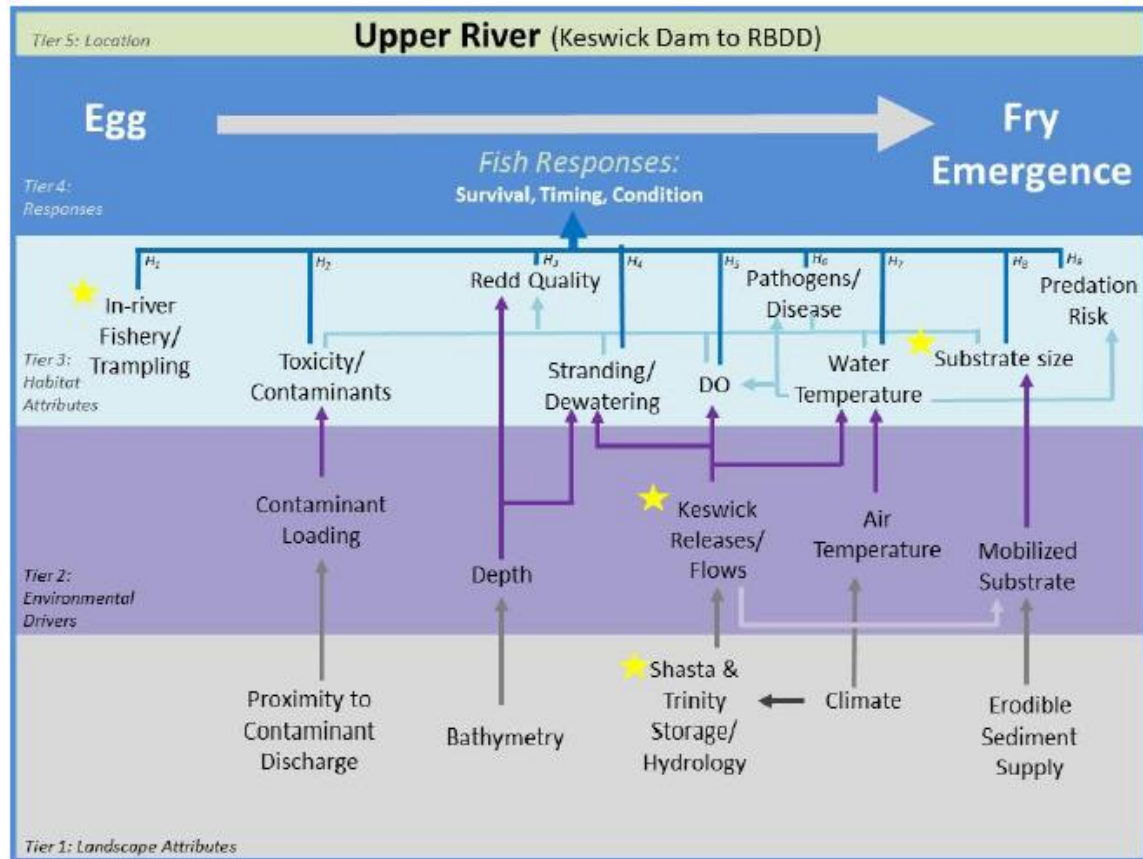 Tier 5: Location
Upper River (Keswick Dam to RBDD)
Egg
Fry
Emergence
Fish Responses:
Survival, Timing, Condition
Tier 4:
Responses
H1
H2
H3
H4
H5
H6
H7
H8
H9
In-river
Fishery/
Trampling
Toxicity/
Contaminants
Redd Quality
Stranding/
Dewatering
DO
Pathogens/
Disease
Water
Temperature
Substrate size
Predation
Risk
Tier 3:
Habitat
Attributes
Contaminant
Loading
Depth
Keswick
Releases/
Flows
Air
Temperature
Mobilized
Substrate
Tier 2:
Environmental
Drivers
Proximity to
Contaminant
Discharge
Bathymetry
Shasta &
Trinity
Storage/
Hydrology
Climate
Erodible
Sediment
Supply
Tier 1: Landscape Attributes